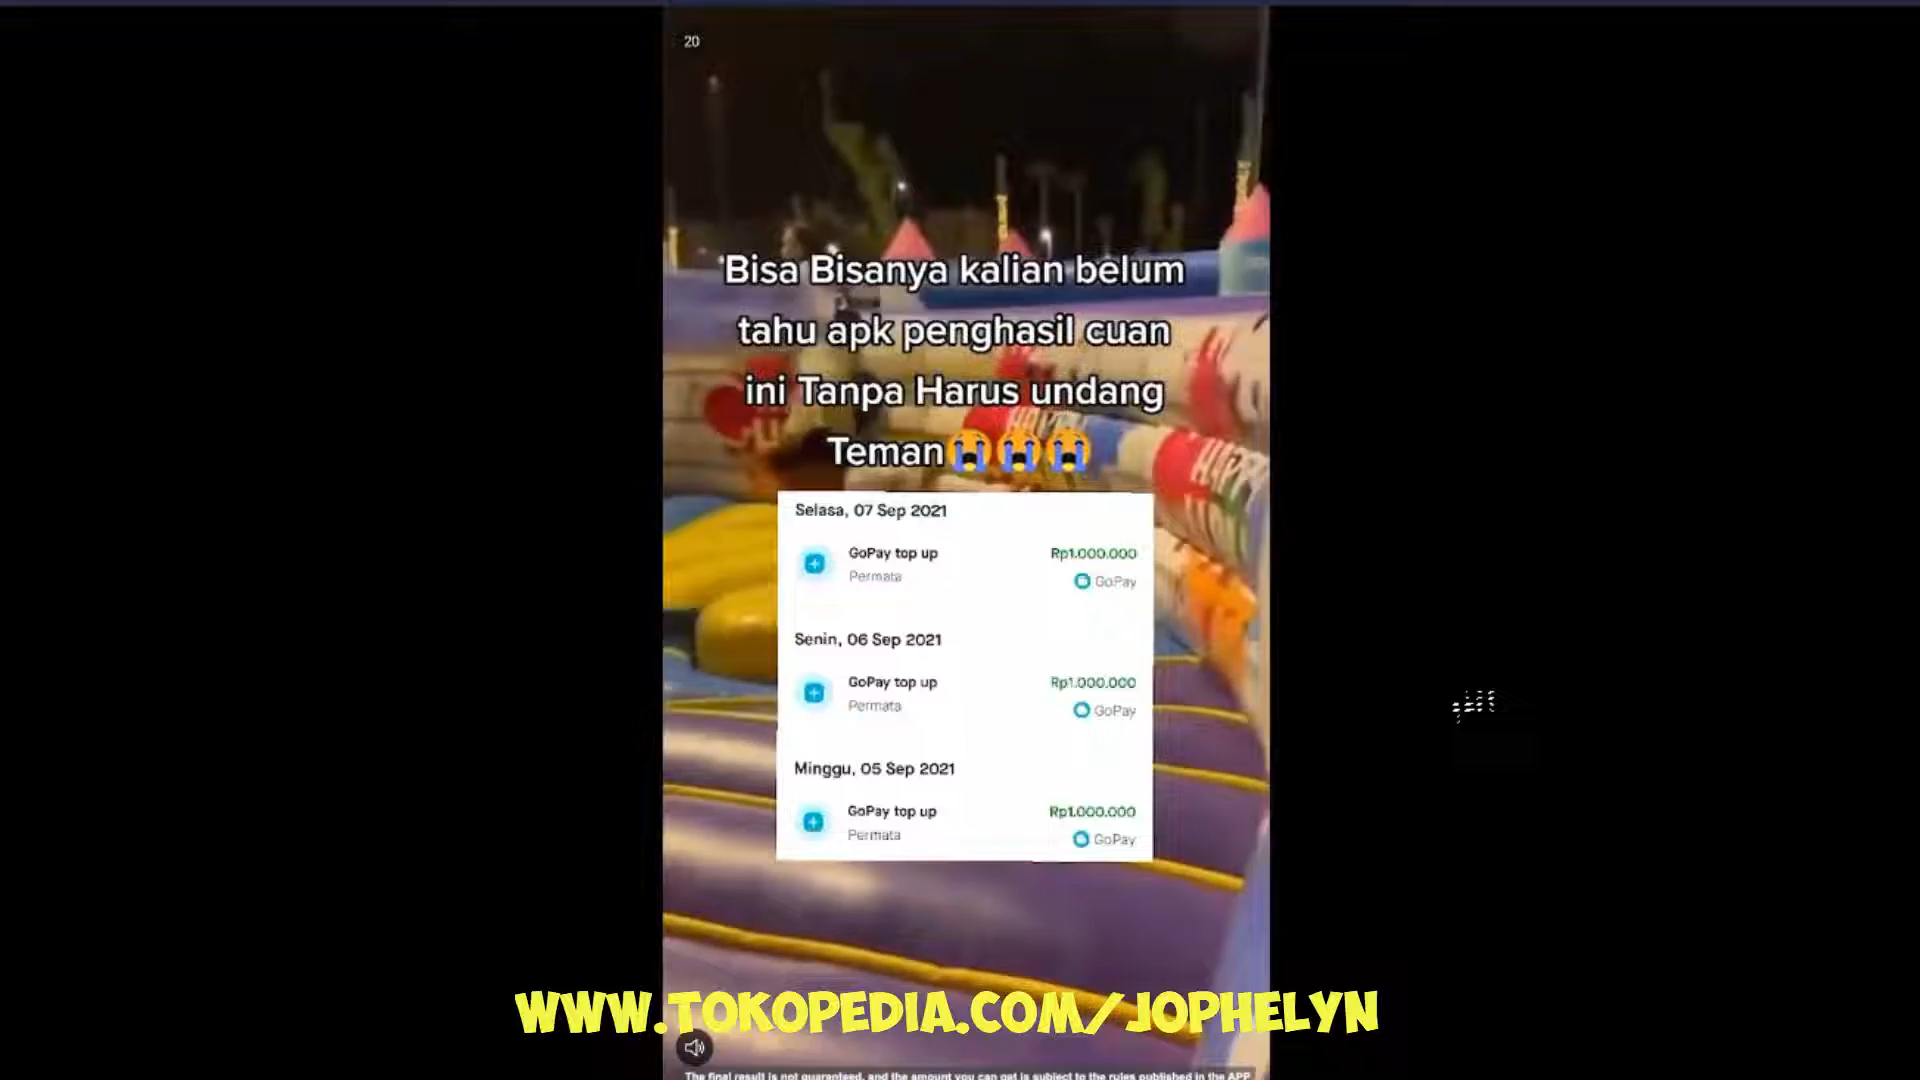 20
Bisa Bisanya kalian belum
tahu apk penghasil cuan
ini Tanpa Harus undang
Teman😭😭😭
Selasa, 07 Sep 2021
GoPay top up Rp1.000.000
Permata GoPay
Senin, 06 Sep 2021
GoPay top up Rp1.000.000
Permata GoPay
Minggu, 05 Sep 2021
GoPay top up Rp1.000.000
Permata GoPay
HAPPY
HAPPY
WWW.TOKOPEDIA.COM/JOPHELYN
The final result is not guaranteed, and the amount you can get is subject to the rules published in the APP